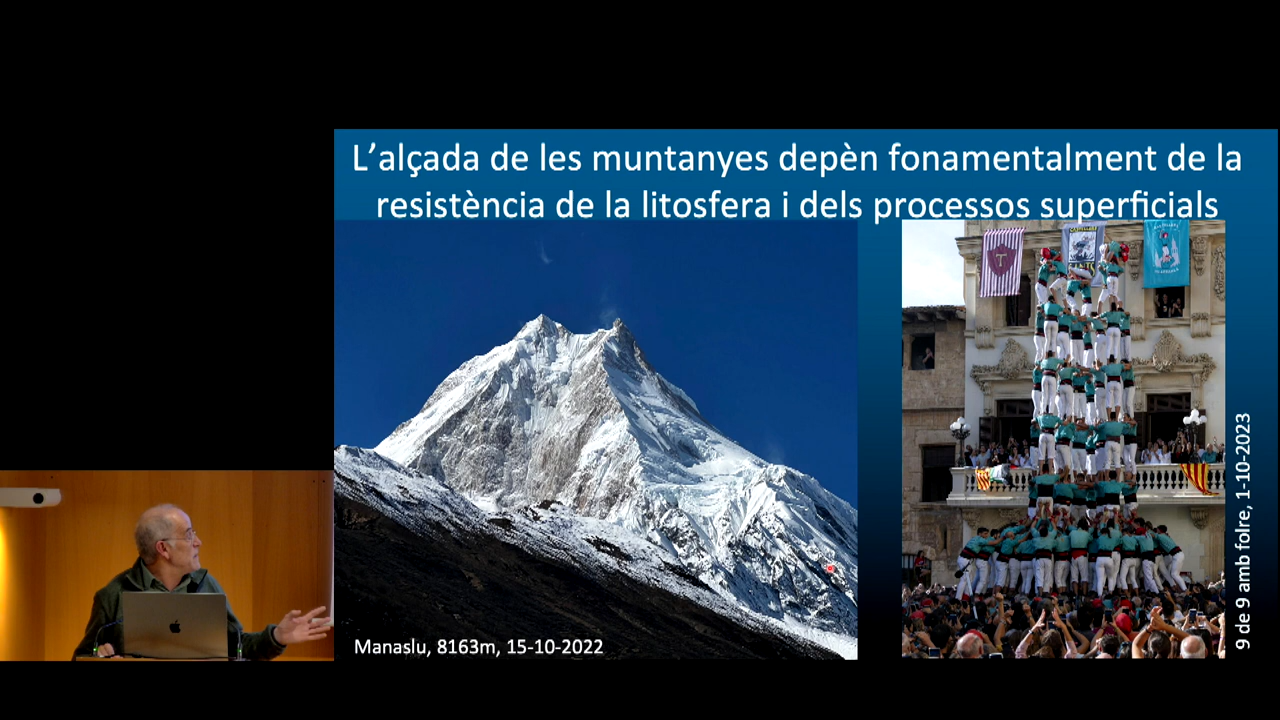 L’alçada de les muntanyes depèn fonamentalment de la
resistència de la litosfera i dels processos superficials
Manaslu, 8163m, 15-10-2022
9 de 9 amb folre, 1-10-2023